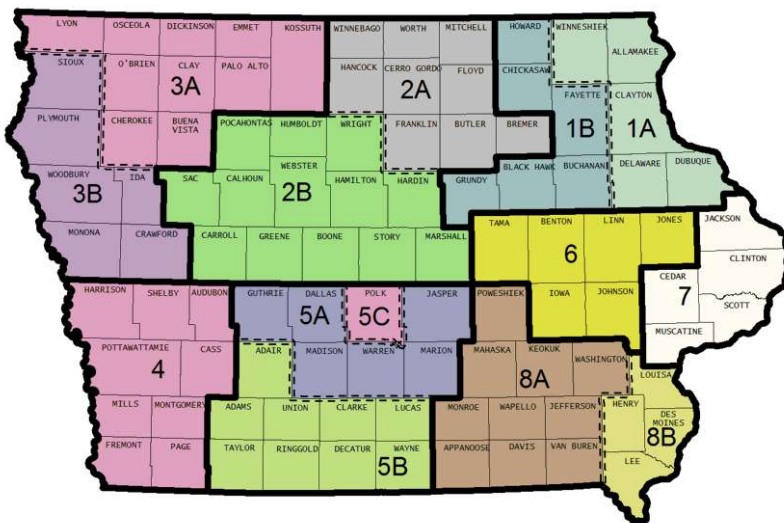 LYON OSCEOLA DICKINSON EMMET KOSSUTH WINNEBAGO WORTH MITCHELL HOWARD WINNESHIEK ALLAMAKEE
SIOUX O'BRIEN CLAY PALO ALTO HANCOCK CERRO GORDO FLOYD CHICKASAW
3A 2A
PLYMOUTH CHEROKEE BUENA VISTA POCAHONTAS HUMBOLDT WRIGHT FRANKLIN BUTLER BREMER FAYETTE CLAYTON
1B 1A
WOODBURY IDA SAC CALHOUN WEBSTER HAMILTON HARDIN GRUNDY BLACK HAWK BUCHANAN DELAWARE DUBUQUE
3B 2B
MONONA CRAWFORD CARROLL GREENE BOONE STORY MARSHALL TAMA BENTON LINN JONES JACKSON
6 CLINTON
HARRISON SHELBY AUDUBON GUTHRIE DALLAS POLK JASPER POWESHIEK IOWA JOHNSON CEDAR SCOTT
5A 5C 7
MUSCATINE
POTTAWATTAMIE CASS ADAIR MADISON WARREN MARION MAHASKA KEOKUK WASHINGTON LOUISA
4 8A
MILLS MONTGOMERY ADAMS UNION CLARKE LUCAS MONROE WAPELLO JEFFERSON HENRY DES MOINES
8B
FREMONT PAGE TAYLOR RINGGOLD DECATUR WAYNE APPANOOSE DAVIS VAN BUREN LEE
5B